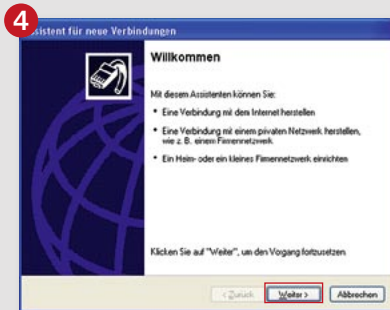 4
Assistent für neue Verbindungen
Willkommen
Mit diesem Assistenten können Sie:
• Eine Verbindung mit dem Internet herstellen
• Eine Verbindung mit einem privaten Netzwerk herstellen,
wie z. B. einem Firmennetzwerk.
• Ein Heim- oder ein kleines Firmennetzwerk einrichten
Klicken Sie auf "Weiter", um den Vorgang fortzusetzen.
< Zurück Weiter > Abbrechen